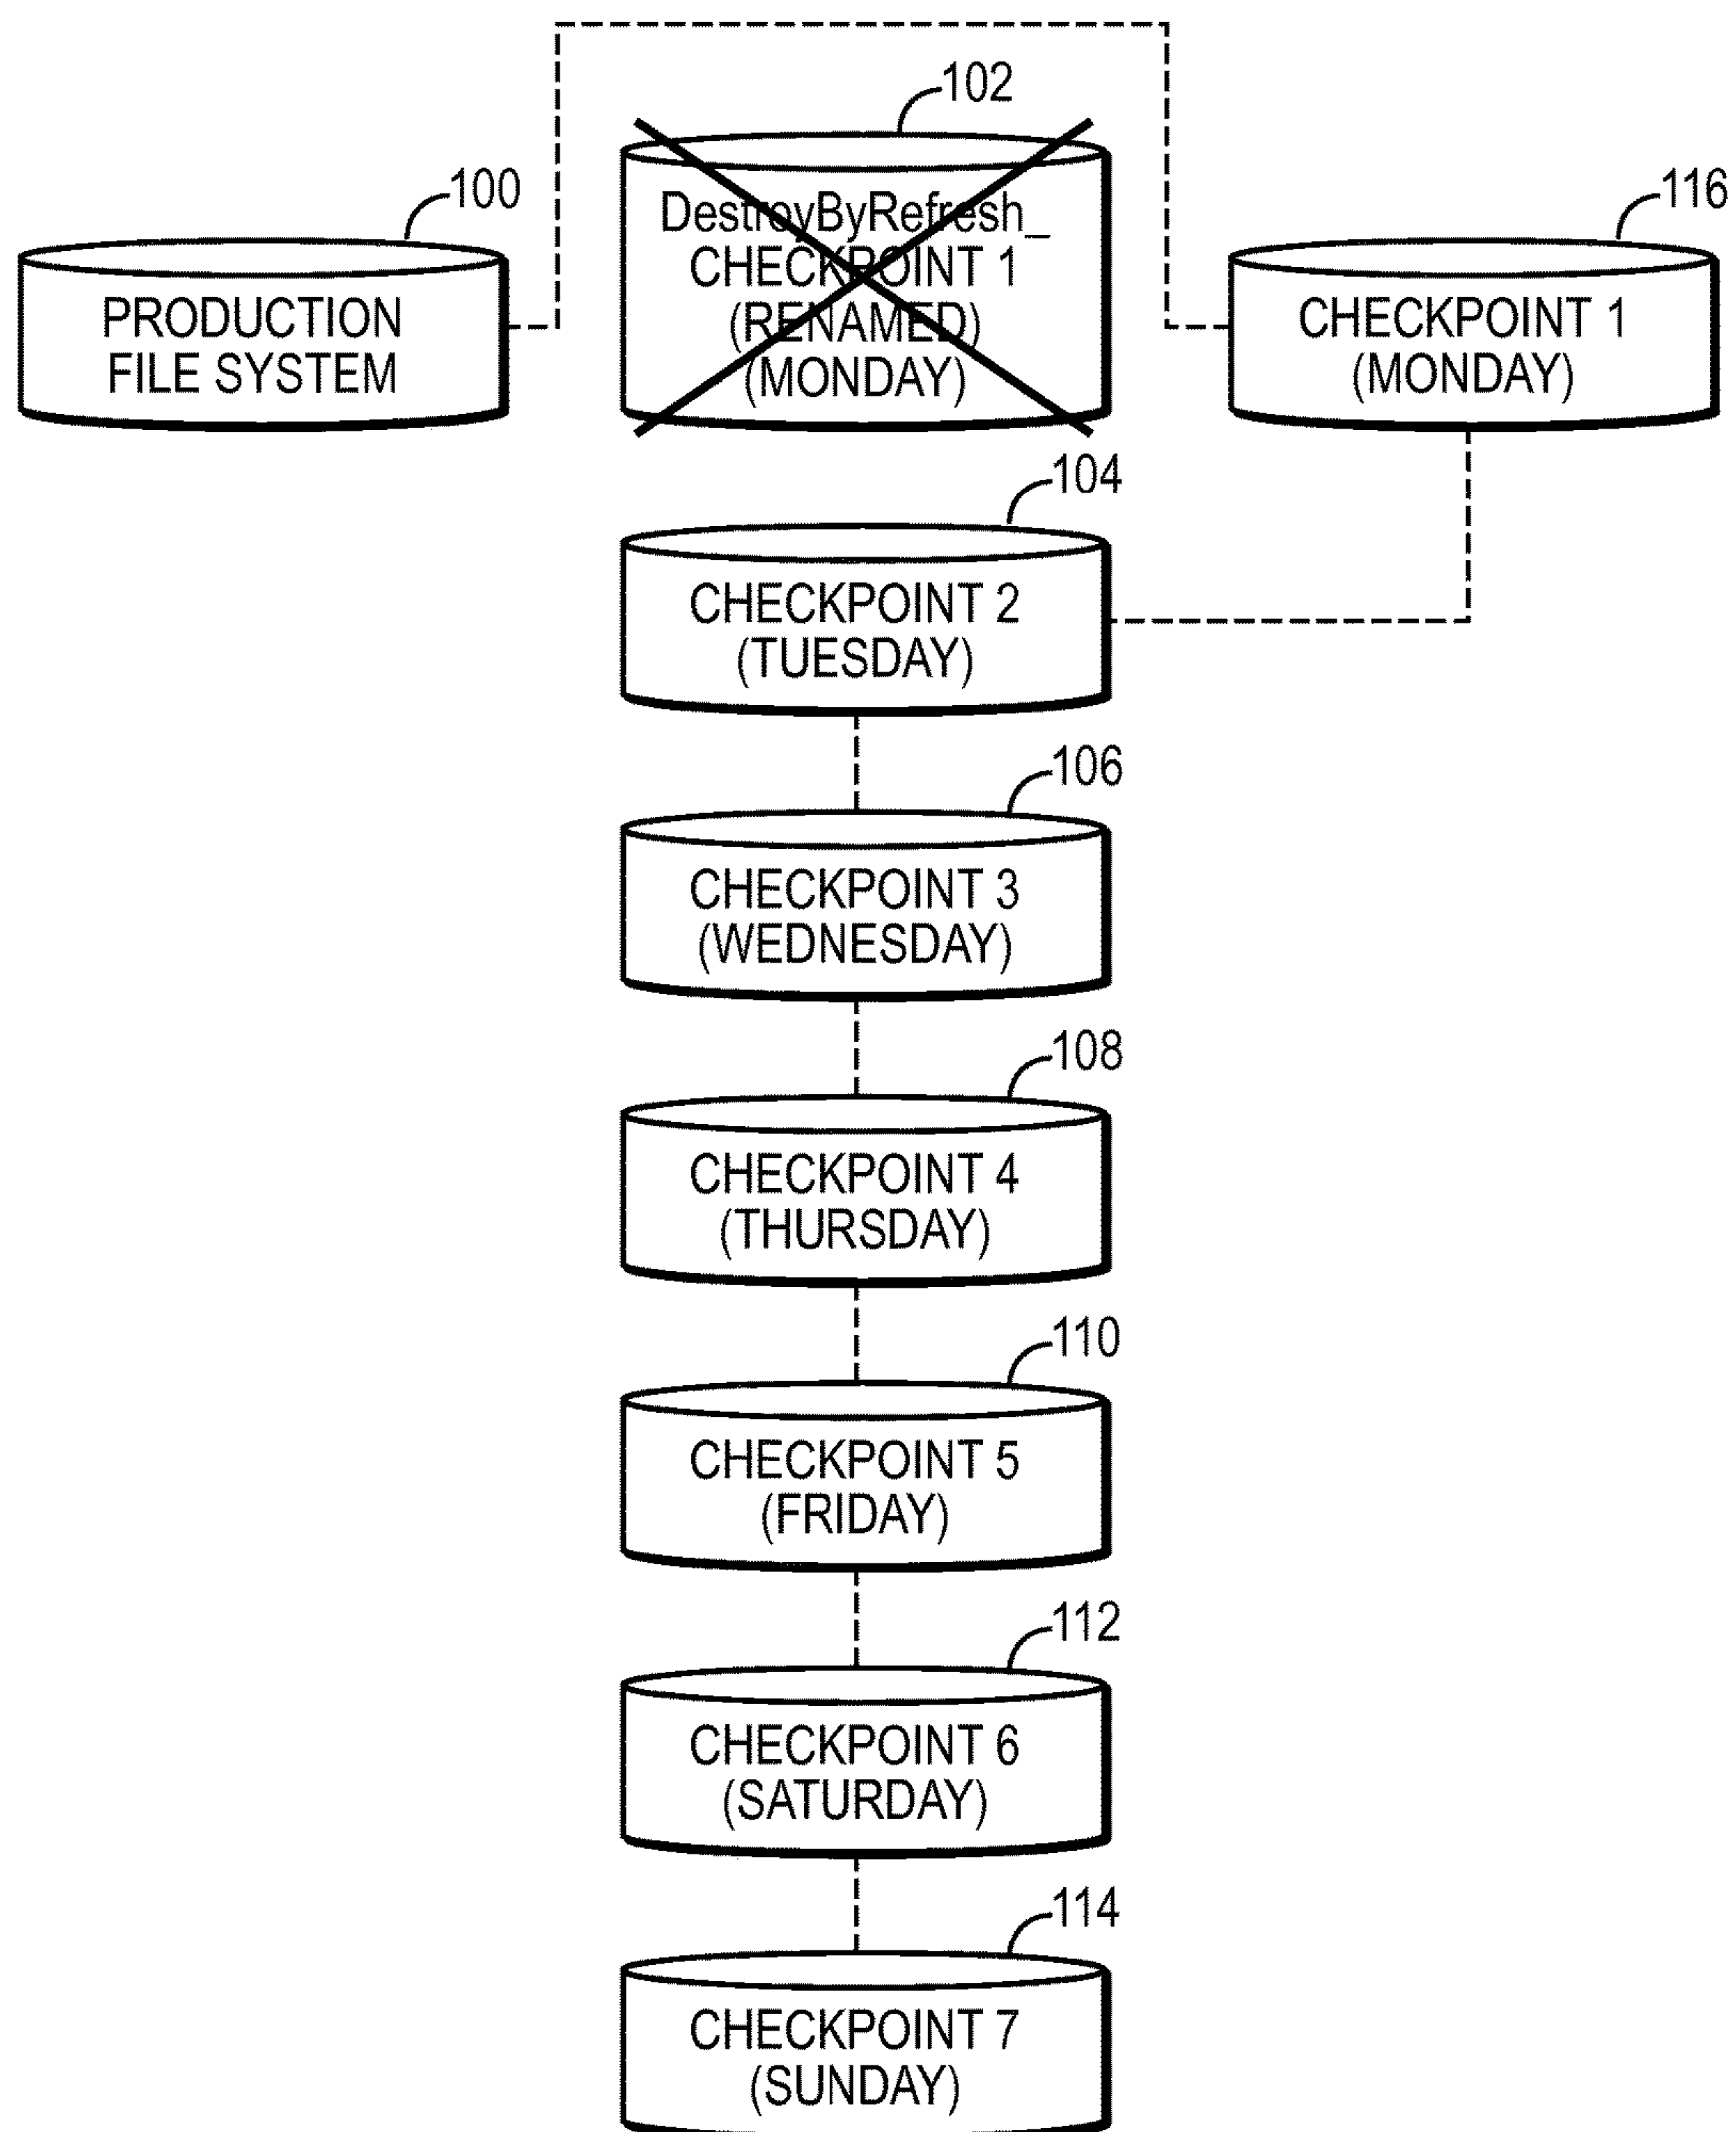 102
DestroyByRefresh_
CHECKPOINT 1
(RENAMED)
(MONDAY)
100
PRODUCTION
FILE SYSTEM
116
CHECKPOINT 1
(MONDAY)
104
CHECKPOINT 2
(TUESDAY)
106
CHECKPOINT 3
(WEDNESDAY)
108
CHECKPOINT 4
(THURSDAY)
110
CHECKPOINT 5
(FRIDAY)
112
CHECKPOINT 6
(SATURDAY)
114
CHECKPOINT 7
(SUNDAY)